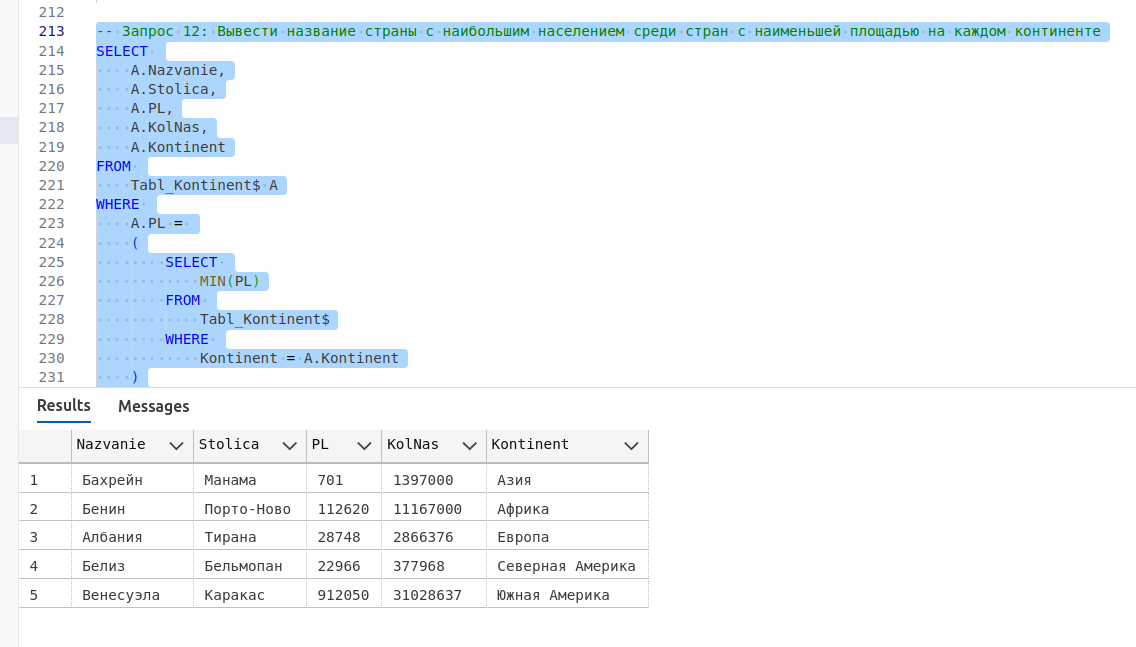 212
213 -- Запрос 12: Вывести название страны с наибольшим населением среди стран с наименьшей площадью на каждом континенте
214 SELECT
215 A.Nazvanie,
216 A.Stolica,
217 A.PL,
218 A.KolNas,
219 A.Kontinent
220 FROM
221 Tabl_Kontinent$ A
222 WHERE
223 A.PL =
224 (
225 SELECT
226 MIN(PL)
227 FROM
228 Tabl_Kontinent$
229 WHERE
230 Kontinent = A.Kontinent
231 )
Results Messages
Nazvanie Stolica PL KolNas Kontinent
1 Бахрейн Манама 701 1397000 Азия
2 Бенин Порто-Ново 112620 11167000 Африка
3 Албания Тирана 28748 2866376 Европа
4 Белиз Бельмопан 22966 377968 Северная Америка
5 Венесуэла Каракас 912050 31028637 Южная Америка